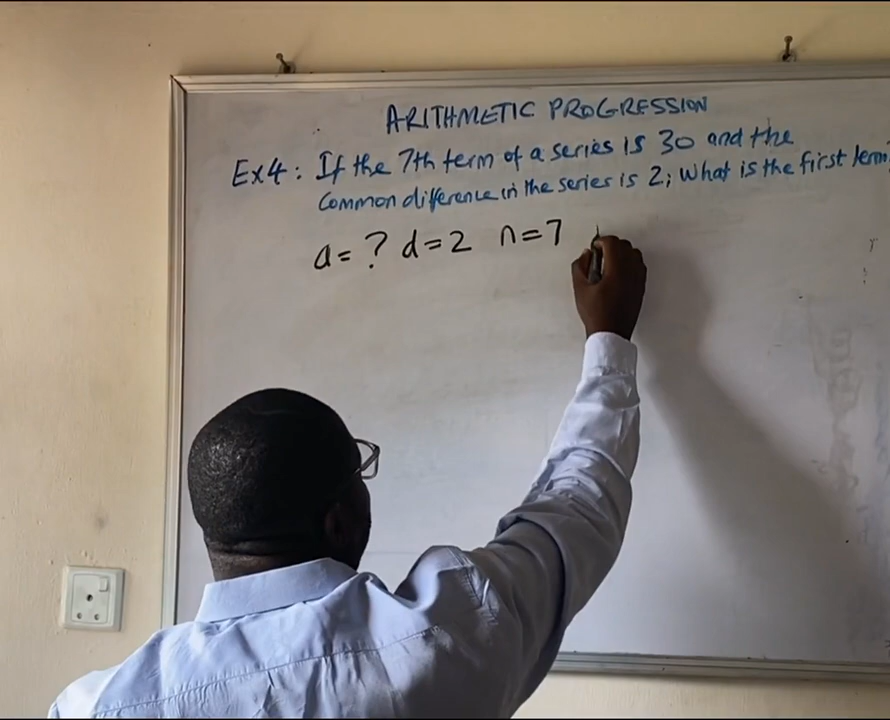 ARITHMETIC PROGRESSION
Ex4: If the 7th term of a series is 30 and the
Common difference in the series is 2; What is the first term
a = ? d = 2 n = 7